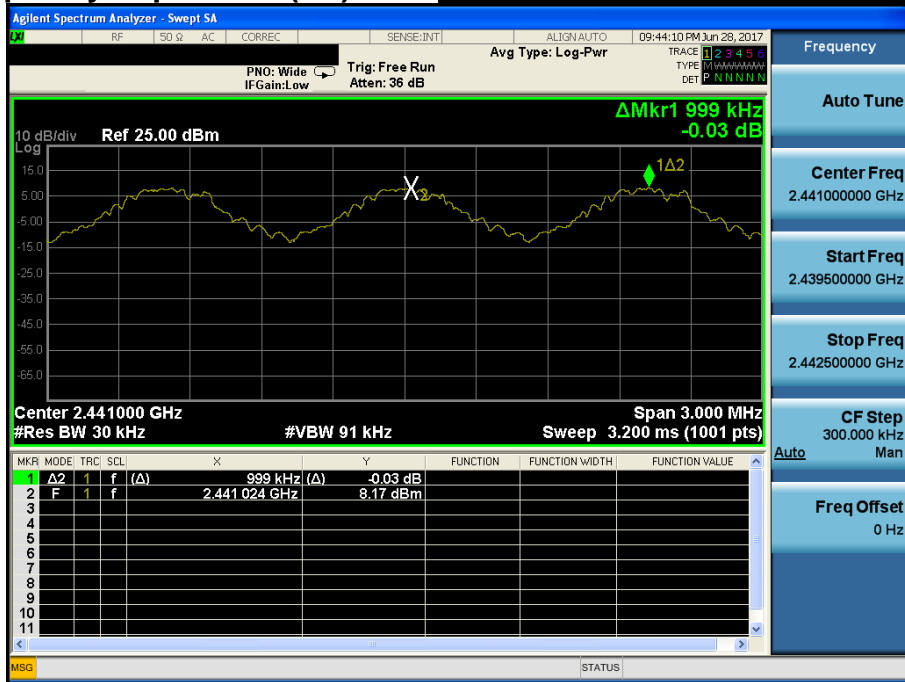 Agilent Spectrum Analyzer - Swept SA
LXI RF 50 Ω AC CORREC SENSE:INT ALIGN AUTO 09:44:10 PM Jun 28, 2017
Frequency
PNO: Wide
IFGain:Low
Trig: Free Run
Atten: 36 dB
Avg Type: Log-Pwr
TRACE 1 2 3 4 5 6
TYPE M WWWWW
DET P N N N N N
ΔMkr1 999 kHz
-0.03 dB
10 dB/div Ref 25.00 dBm
Log
15.0
5.00
-5.00
-15.0
-25.0
-35.0
-45.0
-55.0
-65.0
X2
1Δ2
Center 2.441000 GHz Span 3.000 MHz
#Res BW 30 kHz #VBW 91 kHz Sweep 3.200 ms (1001 pts)
MKR MODE TRC SCL X Y FUNCTION FUNCTION WIDTH FUNCTION VALUE
1 Δ2 1 f (Δ) 999 kHz (Δ) -0.03 dB
2 F 1 f 2.441 024 GHz 8.17 dBm
3
4
5
6
7
8
9
10
11
MSG STATUS
Auto Tune
Center Freq
2.441000000 GHz
Start Freq
2.439500000 GHz
Stop Freq
2.442500000 GHz
CF Step
300.000 kHz
Auto Man
Freq Offset
0 Hz